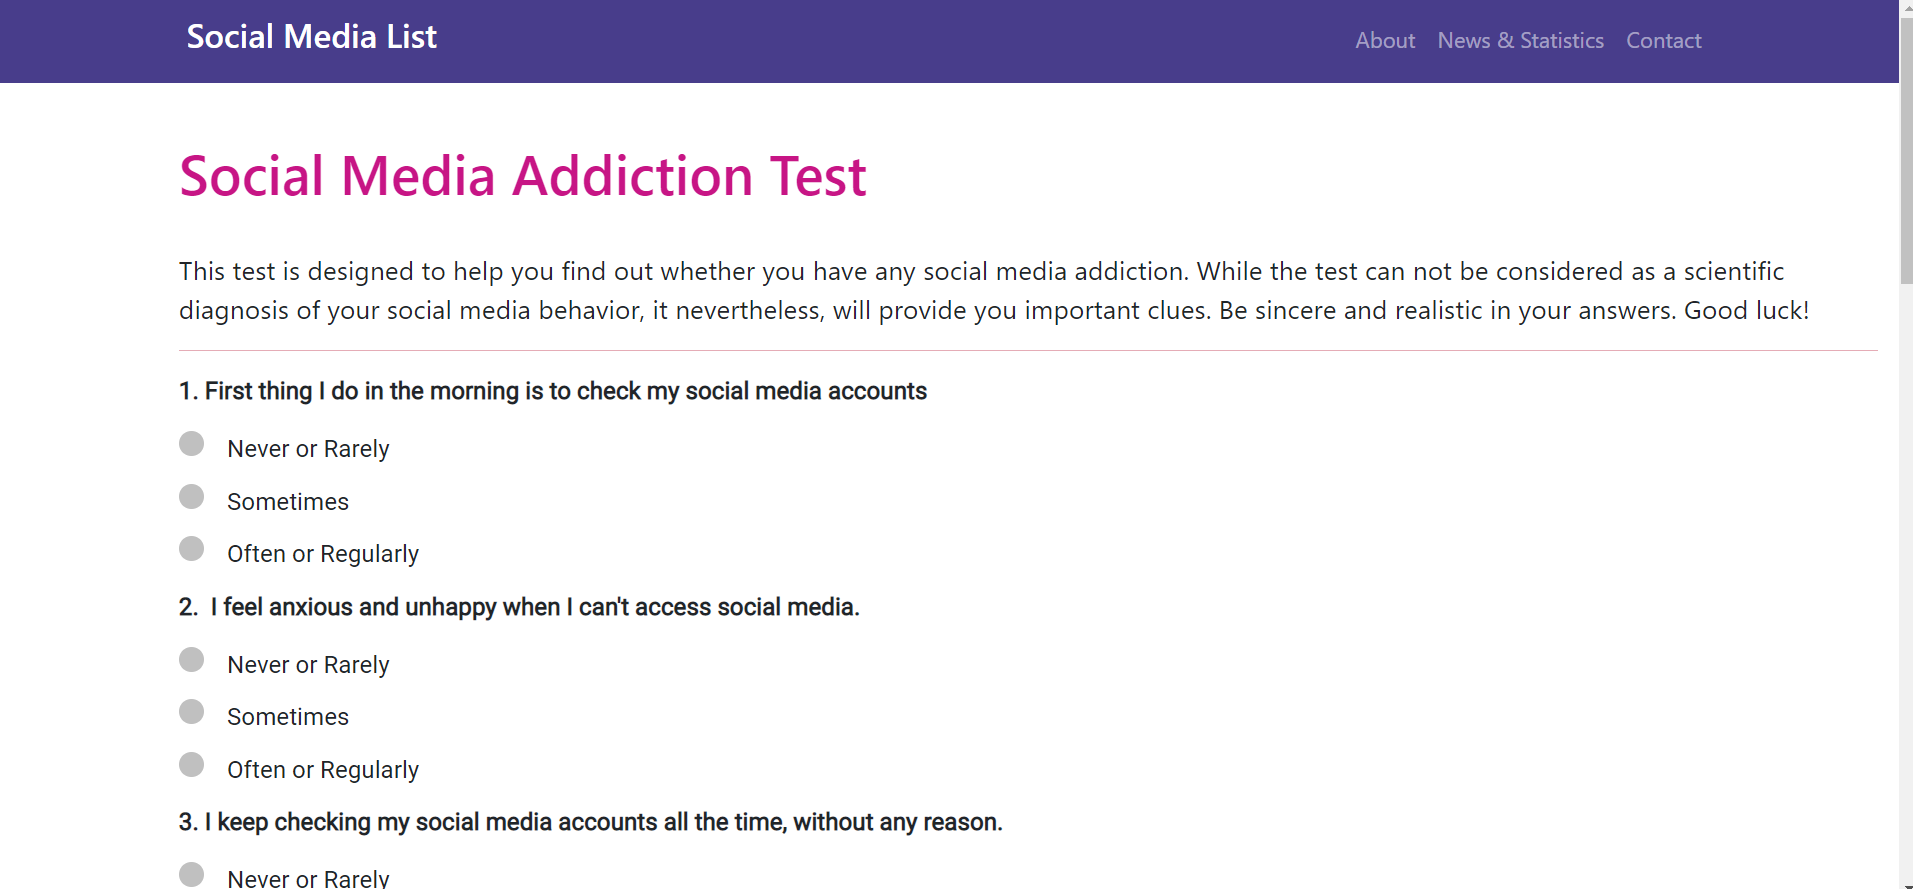 Social Media List
About News & Statistics Contact
Social Media Addiction Test
This test is designed to help you find out whether you have any social media addiction. While the test can not be considered as a scientific
diagnosis of your social media behavior, it nevertheless, will provide you important clues. Be sincere and realistic in your answers. Good luck!
1. First thing I do in the morning is to check my social media accounts
Never or Rarely
Sometimes
Often or Regularly
2. I feel anxious and unhappy when I can't access social media.
Never or Rarely
Sometimes
Often or Regularly
3. I keep checking my social media accounts all the time, without any reason.
Never or Rarely